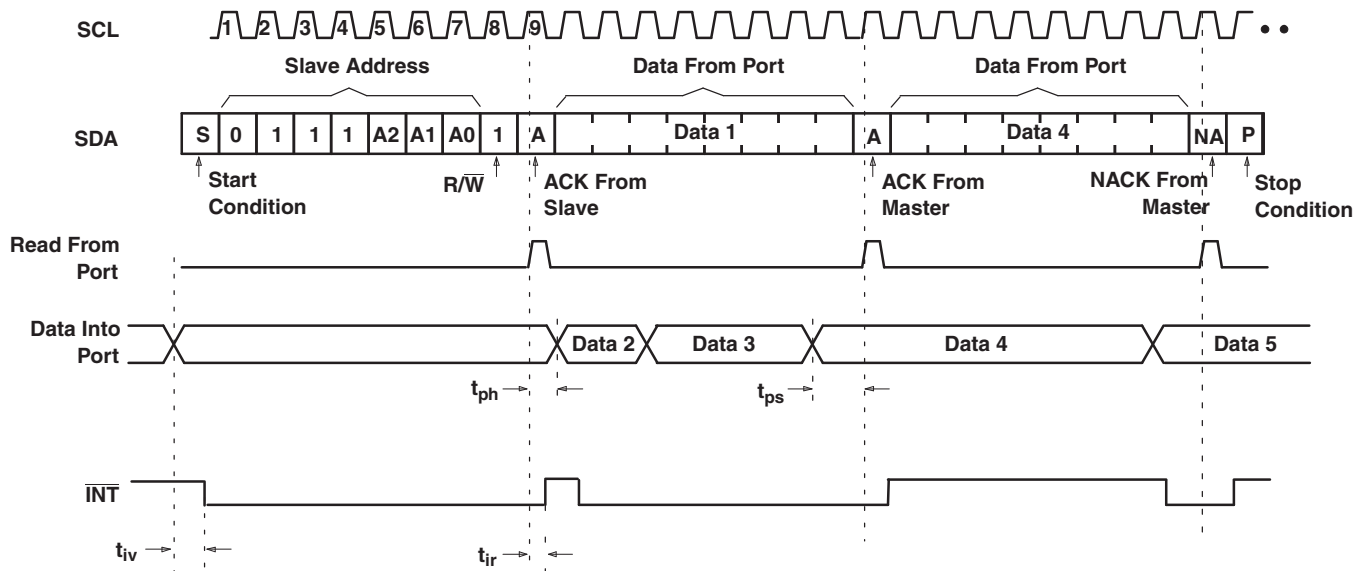 SCL 1 2 3 4 5 6 7 8 9
Slave Address Data From Port Data From Port
SDA S 0 1 1 1 A2 A1 A0 1 A Data 1 A Data 4 NA P
Start Condition
R/W̅
ACK From Slave
ACK From Master
NACK From Master
Stop Condition
Read From Port
Data Into Port
Data 2 Data 3 Data 4 Data 5
tph tps
I̅N̅T̅
tiv tir